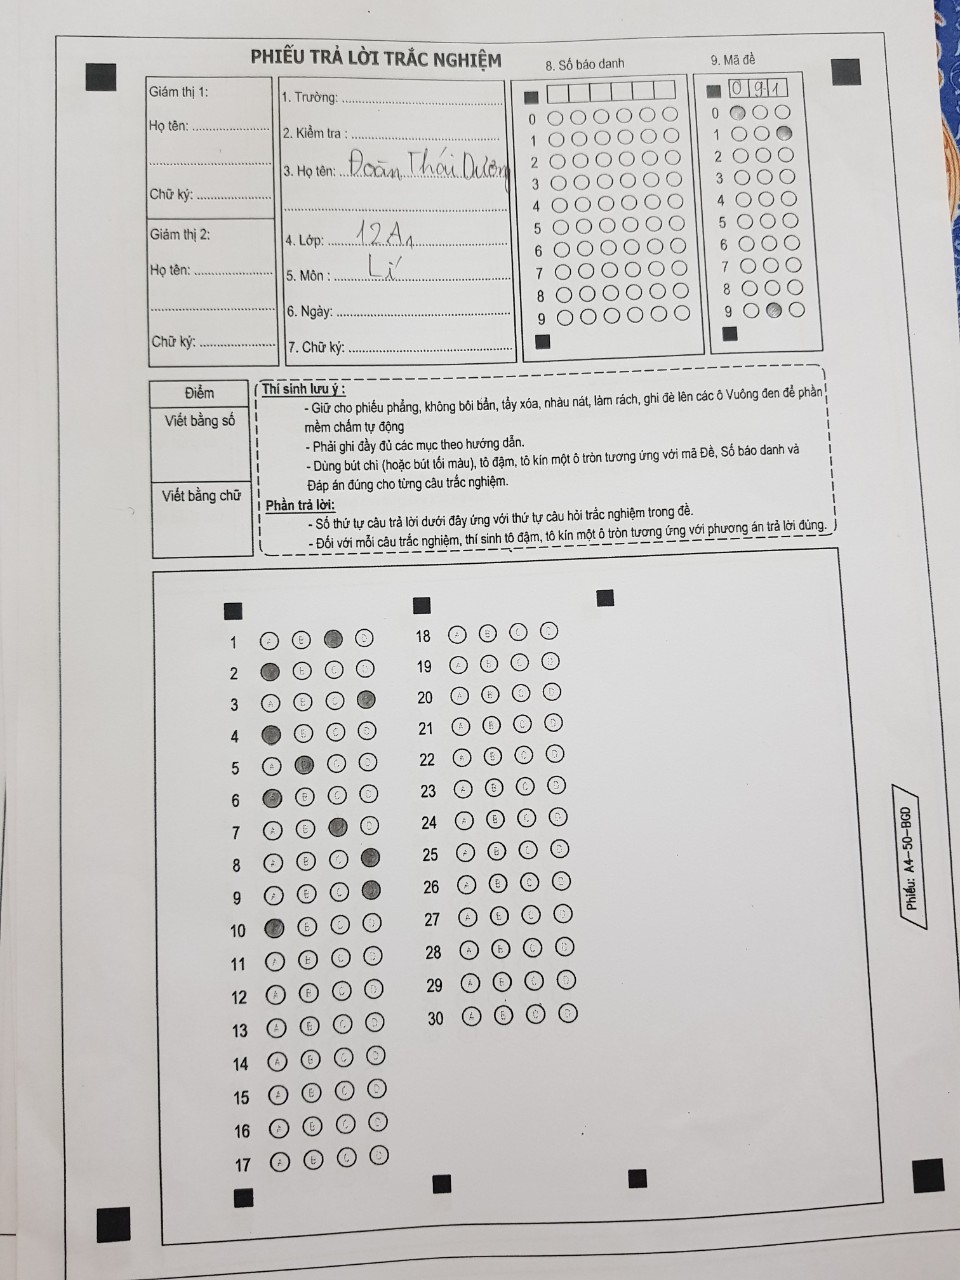 PHIẾU TRẢ LỜI TRẮC NGHIỆM
Giám thị 1:
Họ tên: ........................
........................
Chữ ký: ........................
Giám thị 2:
Họ tên: ........................
........................
Chữ ký: ........................
1. Trường: ........................
2. Kiểm tra : ........................
3. Họ tên: Đoàn Thái Dương
........................
4. Lớp: 12A1
5. Môn : Lí
6. Ngày: ........................
7. Chữ ký: ........................
8. Số báo danh
0
1
2
3
4
5
6
7
8
9
9. Mã đề
0 9 1
0
1
2
3
4
5
6
7
8
9
Điểm
Viết bằng số
Viết bằng chữ
Thí sinh lưu ý :
- Giữ cho phiếu phẳng, không bôi bẩn, tẩy xóa, nhàu nát, làm rách, ghi đè lên các ô Vuông đen để phần
mềm chấm tự động
- Phải ghi đầy đủ các mục theo hướng dẫn.
- Dùng bút chì (hoặc bút tối màu), tô đậm, tô kín một ô tròn tương ứng với mã Đề, Số báo danh và
Đáp án đúng cho từng câu trắc nghiệm.
Phần trả lời:
- Số thứ tự câu trả lời dưới đây ứng với thứ tự câu hỏi trắc nghiệm trong đề.
- Đối với mỗi câu trắc nghiệm, thí sinh tô đậm, tô kín một ô tròn tương ứng với phương án trả lời đúng.
1 A B D
2 B C D
3 A B C
4 B C D
5 A C D
6 B C D
7 A B D
8 A B C
9 A B C
10 B C D
11 A B C D
12 A B C D
13 A B C D
14 A B C D
15 A B C D
16 A B C D
17 A B C D
18 A B C D
19 A B C D
20 A B C D
21 A B C D
22 A B C D
23 A B C D
24 A B C D
25 A B C D
26 A B C D
27 A B C D
28 A B C D
29 A B C D
30 A B C D
Phiếu: A4-50-BGD